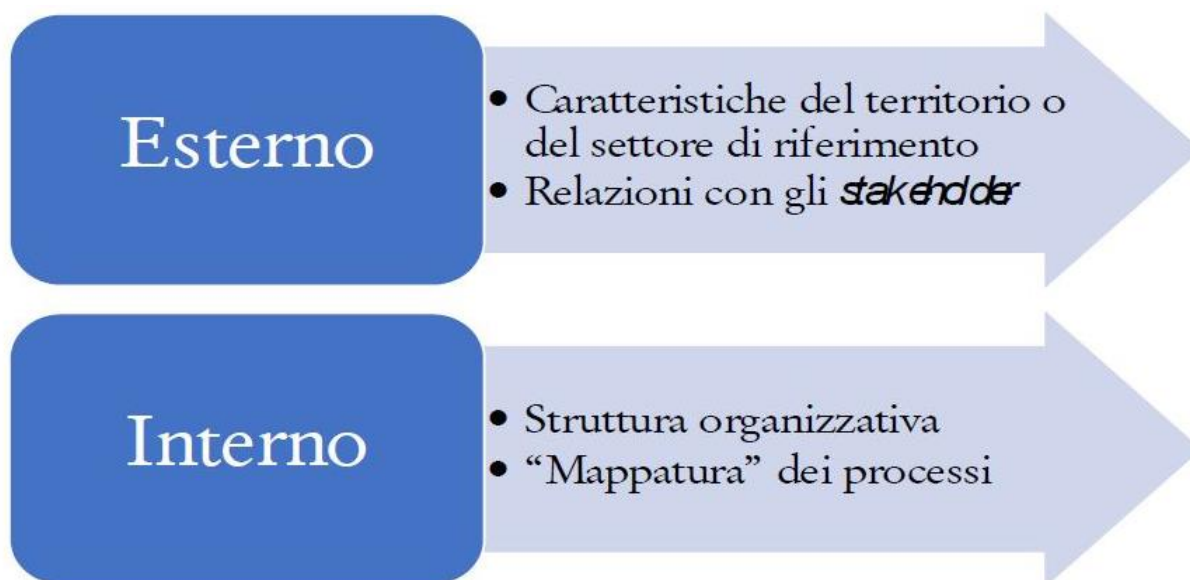 Esterno
• Caratteristiche del territorio o
del settore di riferimento
• Relazioni con gli stakeholder
Interno
• Struttura organizzativa
• “Mappatura” dei processi